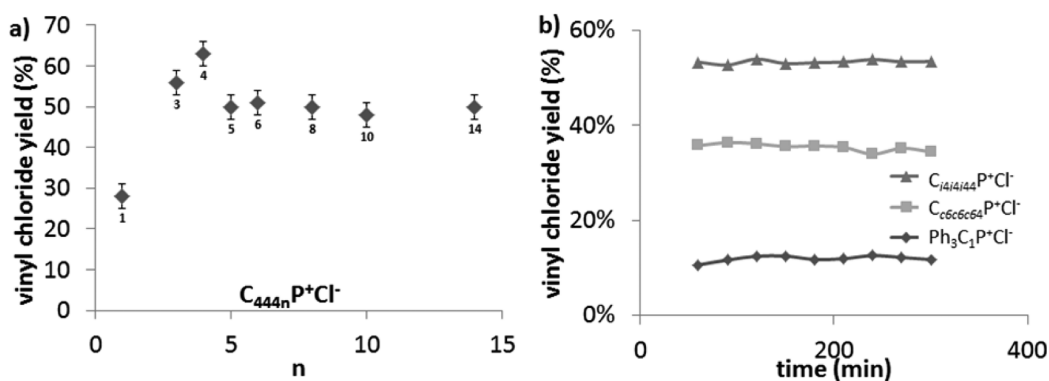 a)
vinyl chloride yield (%)
70
60
50
40
30
20
10
0
1
3
4
5
6
8
10
14
C444nP+Cl-
0
5
10
15
n
b)
vinyl chloride yield (%)
60%
40%
20%
0%
Ci4i4i44P+Cl-
Cc6c6c64P+Cl-
Ph3C1P+Cl-
0
200
400
time (min)